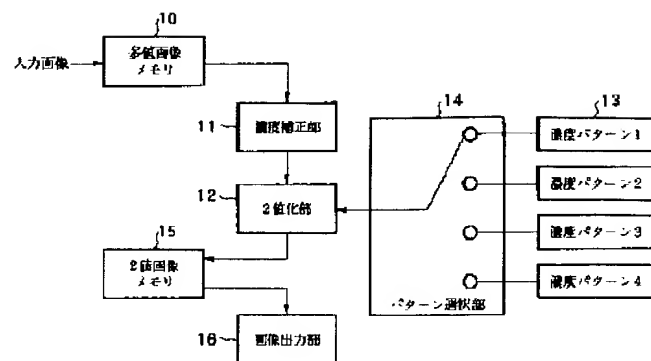 10
入力画像
多値画像
メモリ
11
濃度補正部
14
13
濃度パターン1
12
2値化部
濃度パターン2
15
2値画像
メモリ
濃度パターン3
濃度パターン4
パターン選択部
16
画像出力部